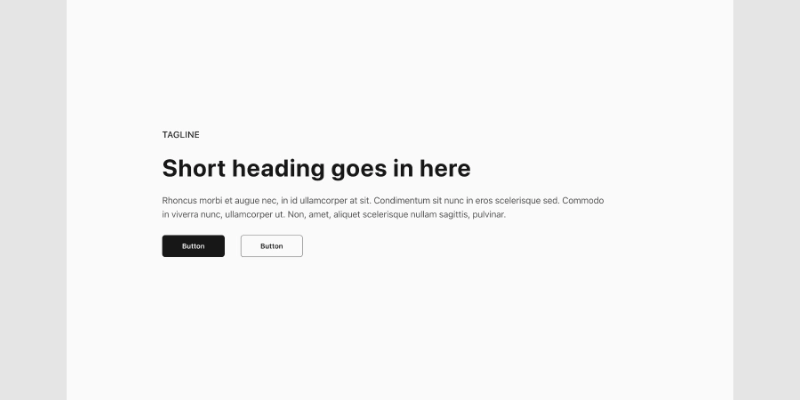 TAGLINE
Short heading goes in here
Rhoncus morbi et augue nec, in id ullamcorper at sit. Condimentum sit nunc in eros scelerisque sed. Commodo
in viverra nunc, ullamcorper ut. Non, amet, aliquet scelerisque nullam sagittis, pulvinar.
Button
Button